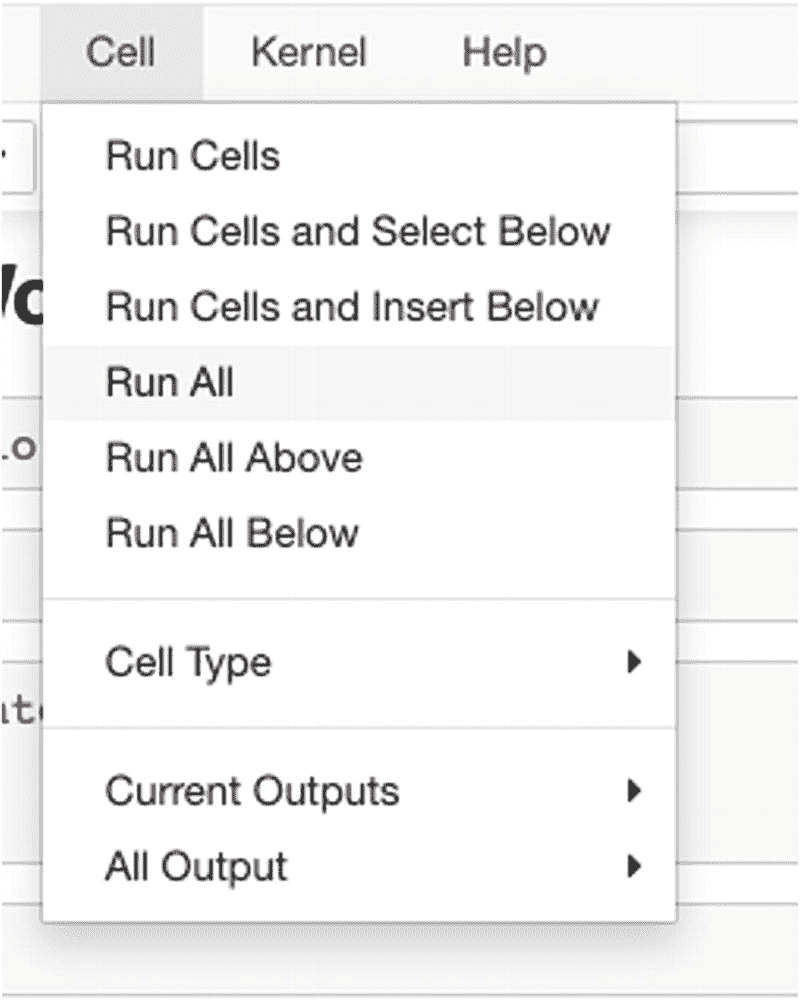 Cell Kernel Help
Run Cells
Run Cells and Select Below
Run Cells and Insert Below
Run All
Run All Above
Run All Below
Cell Type
Current Outputs
All Output